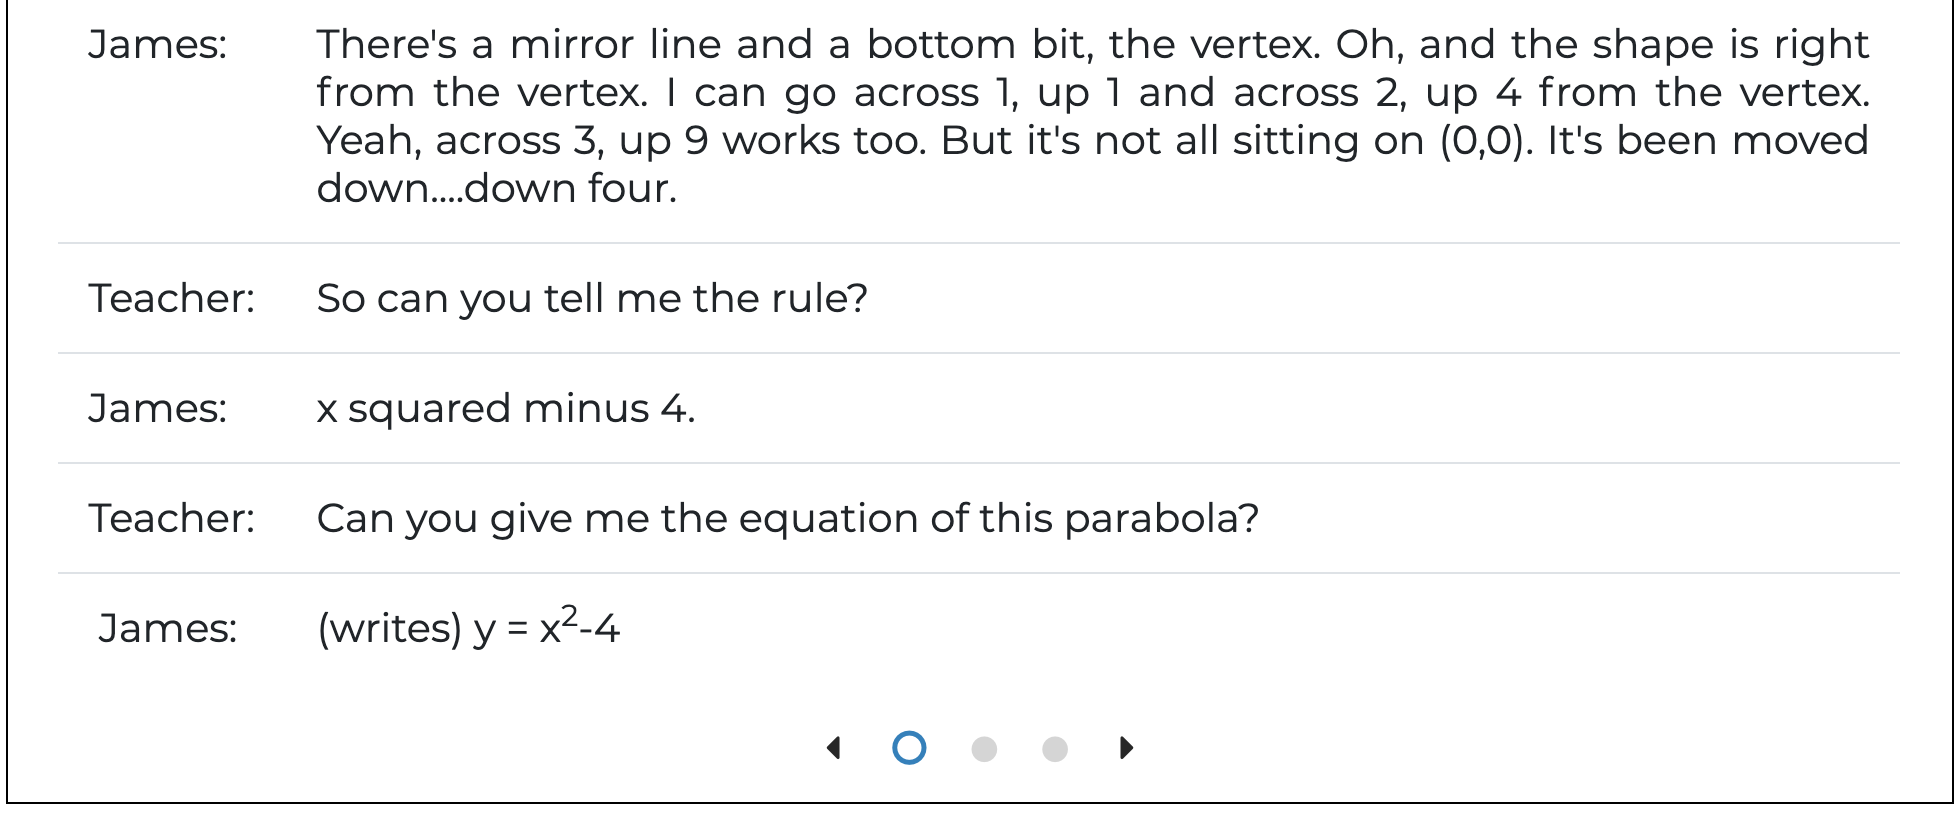 James: There's a mirror line and a bottom bit, the vertex. Oh, and the shape is right
from the vertex. I can go across 1, up 1 and across 2, up 4 from the vertex.
Yeah, across 3, up 9 works too. But it's not all sitting on (0,0). It's been moved
down....down four.
Teacher: So can you tell me the rule?
James: x squared minus 4.
Teacher: Can you give me the equation of this parabola?
James: (writes) y = x²-4